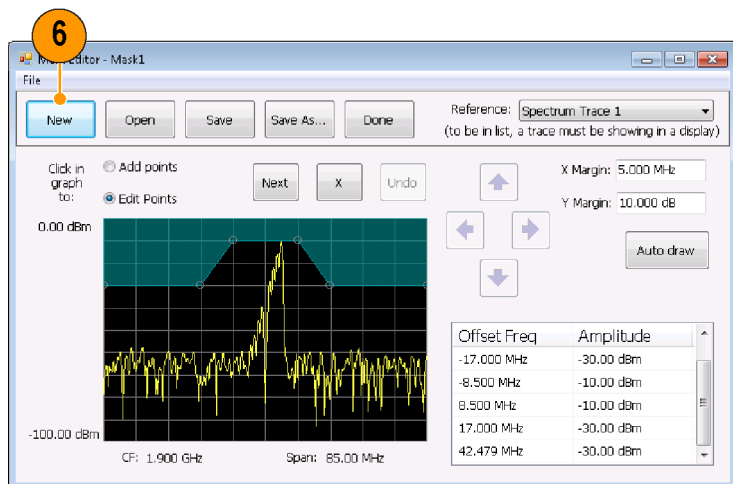 6
Editor - Mask1
File
New Open Save Save As... Done
Reference: Spectrum Trace 1
(to be in list, a trace must be showing in a display)
Click in graph to:
Add points
Edit Points
Next X Undo
X Margin: 5.000 MHz
Y Margin: 10.000 dB
Auto draw
0.00 dBm
-100.00 dBm
CF: 1.900 GHz Span: 85.00 MHz
Offset Freq Amplitude
-17.000 MHz -30.00 dBm
-8.500 MHz -10.00 dBm
8.500 MHz -10.00 dBm
17.000 MHz -30.00 dBm
42.479 MHz -30.00 dBm